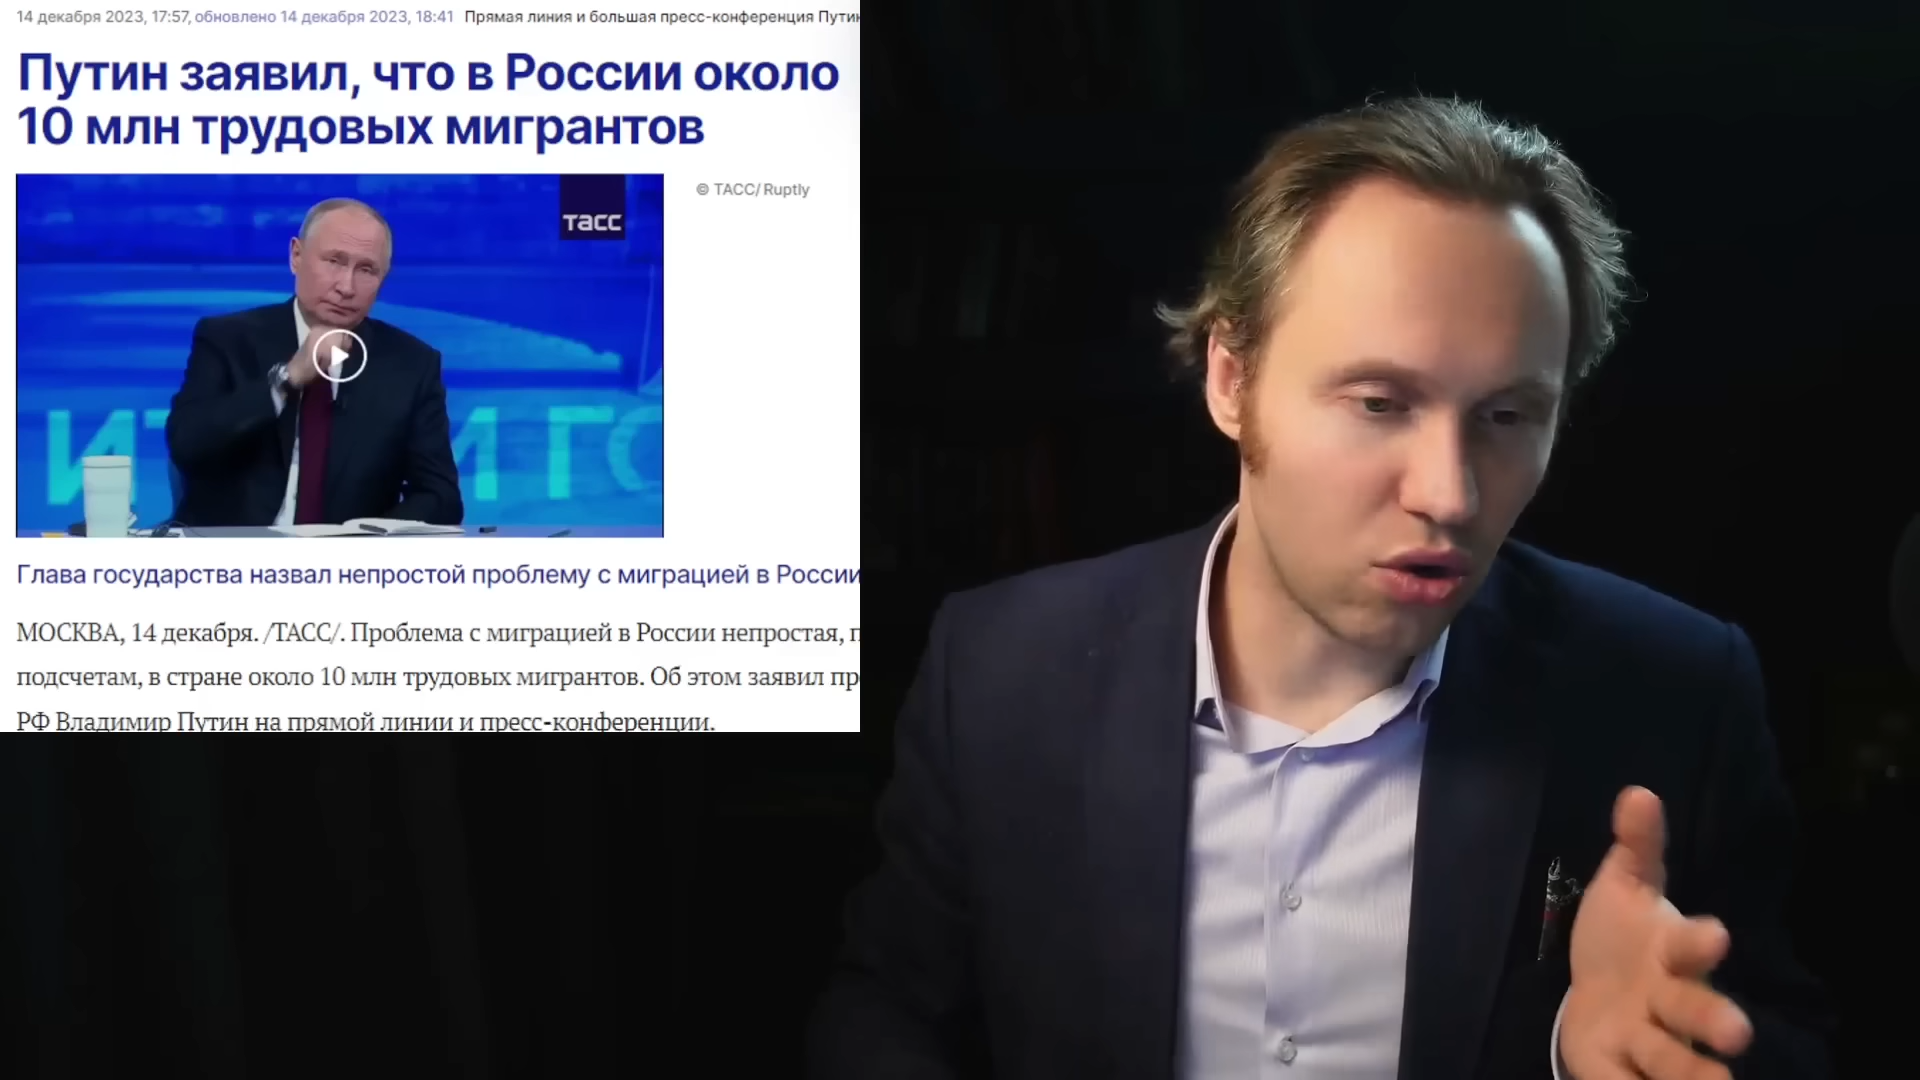 14 декабря 2023, 17:57, обновлено 14 декабря 2023, 18:41 Прямая линия и большая пресс-конференция
Путин заявил, что в России около
10 млн трудовых мигрантов
тасс
© ТАСС/ Ruptly
Глава государства назвал непростой проблему с миграцией в России
МОСКВА, 14 декабря. /ТАСС/. Проблема с миграцией в России непростая,
подсчетам, в стране около 10 млн трудовых мигрантов. Об этом заявил
РФ Владимир Путин на прямой линии и пресс-конференции.